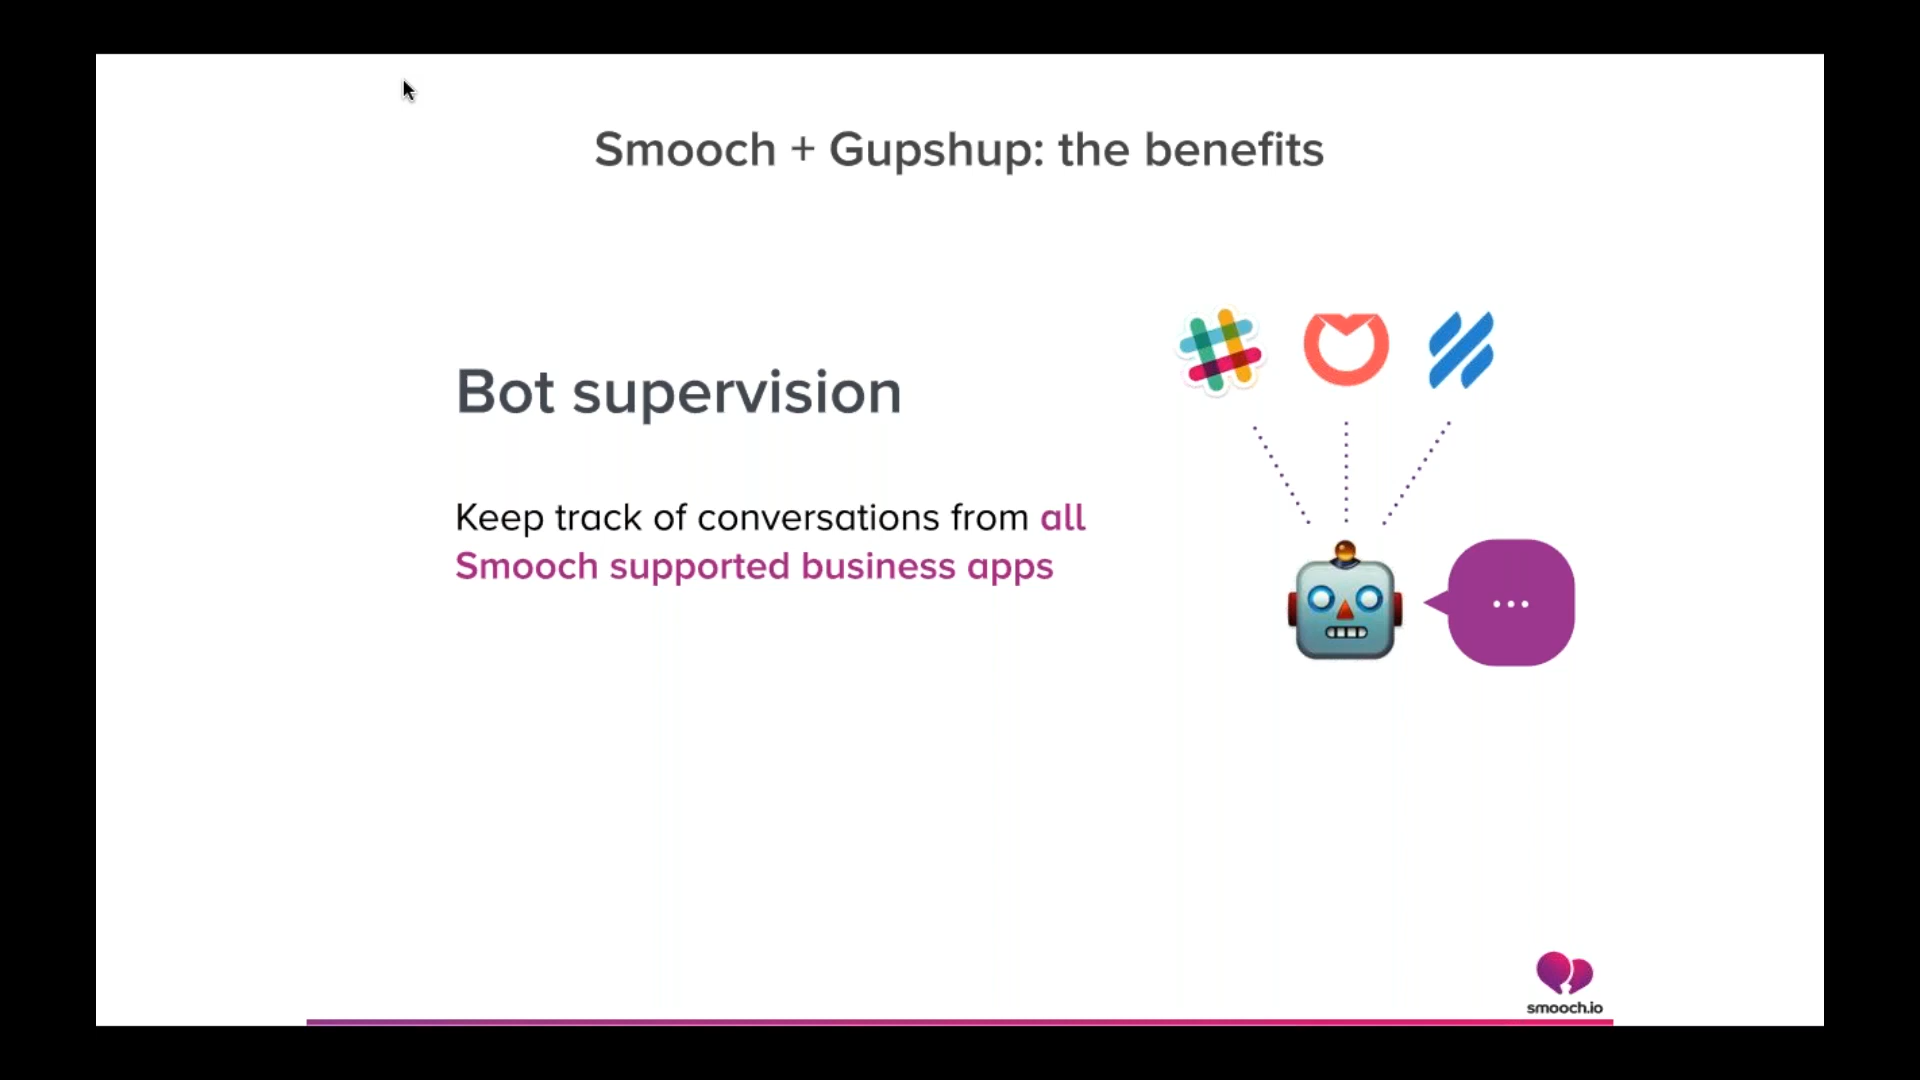 Smooch + Gupshup: the benefits
Bot supervision
Keep track of conversations from all
Smooch supported business apps
smooch.io